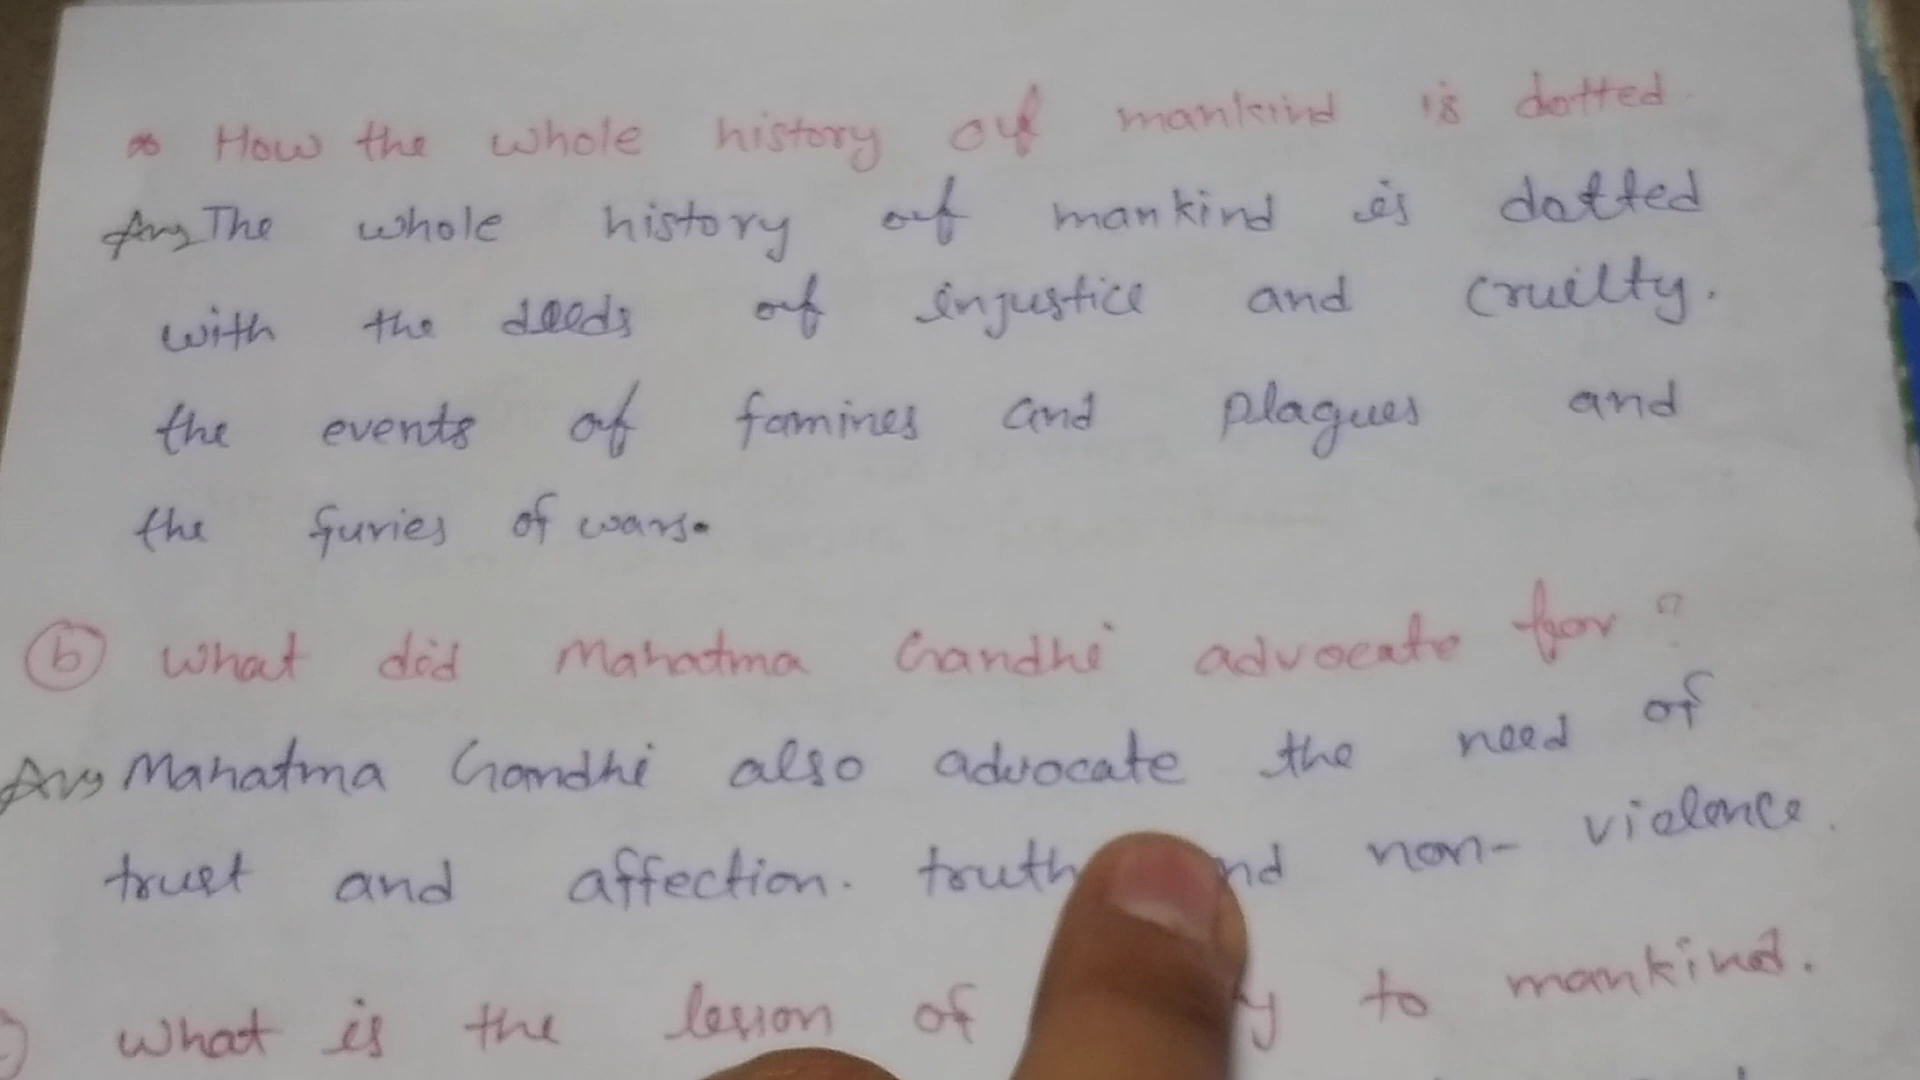 How the whole history of mankind is dotted
Ans The whole history of mankind is dotted
with the deeds of injustice and cruilty.
the events of famines and plagues and
the furies of wars.
(b) What did Mahatma Gandhi advocate for?
Ans Mahatma Gandhi also advocate the need of
trust and affection. truth non-violence.
What is the lesson of to mankind.